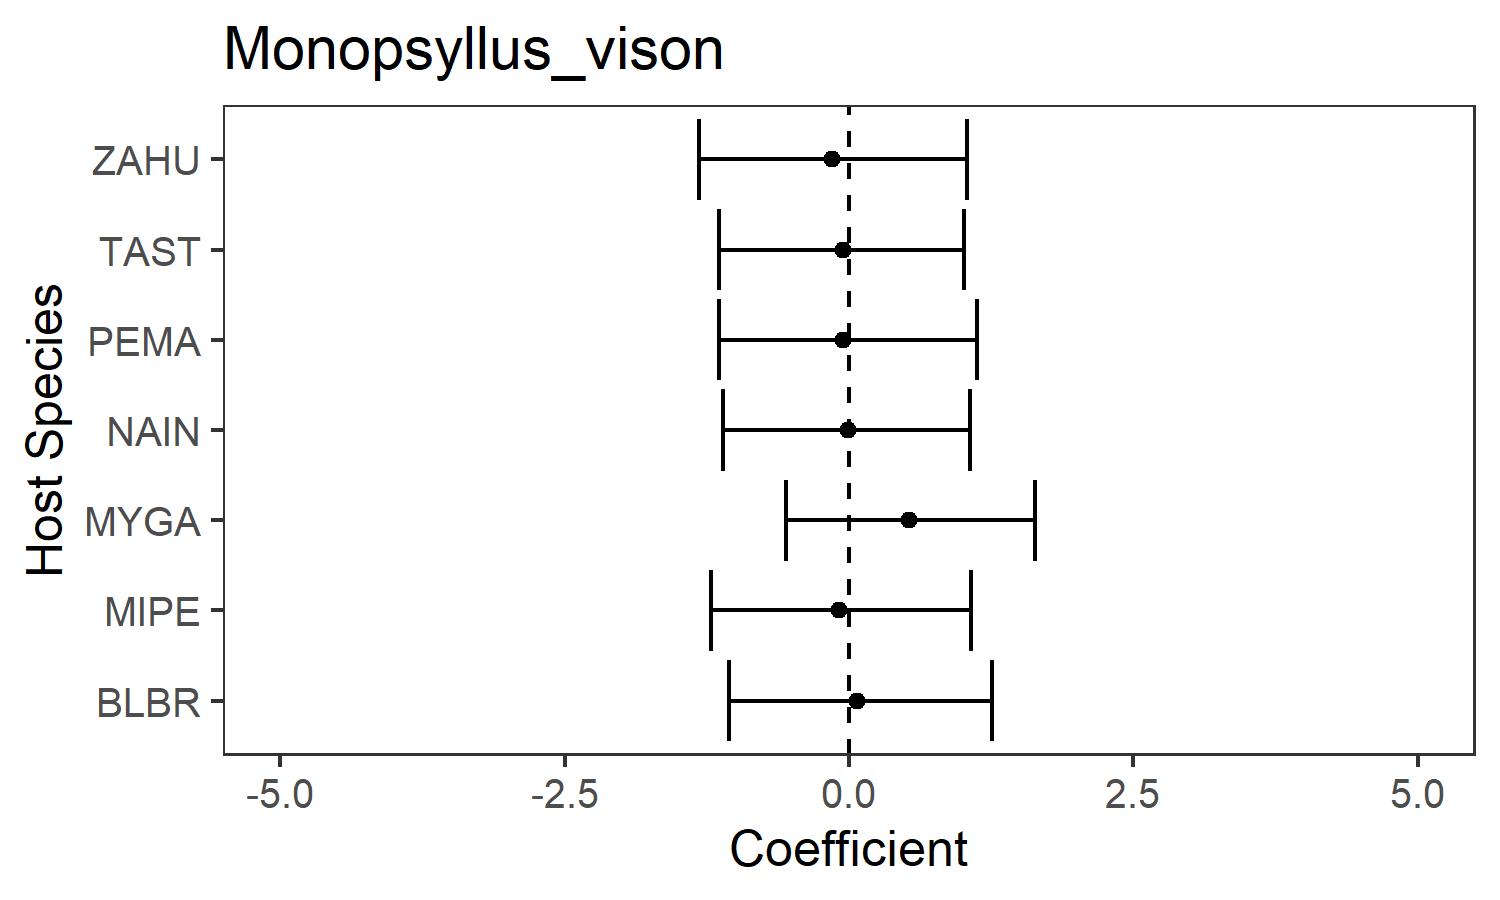 Monopsyllus_vison
Host Species
ZAHU
TAST
PEMA
NAIN
MYGA
MIPE
BLBR
-5.0 -2.5 0.0 2.5 5.0
Coefficient